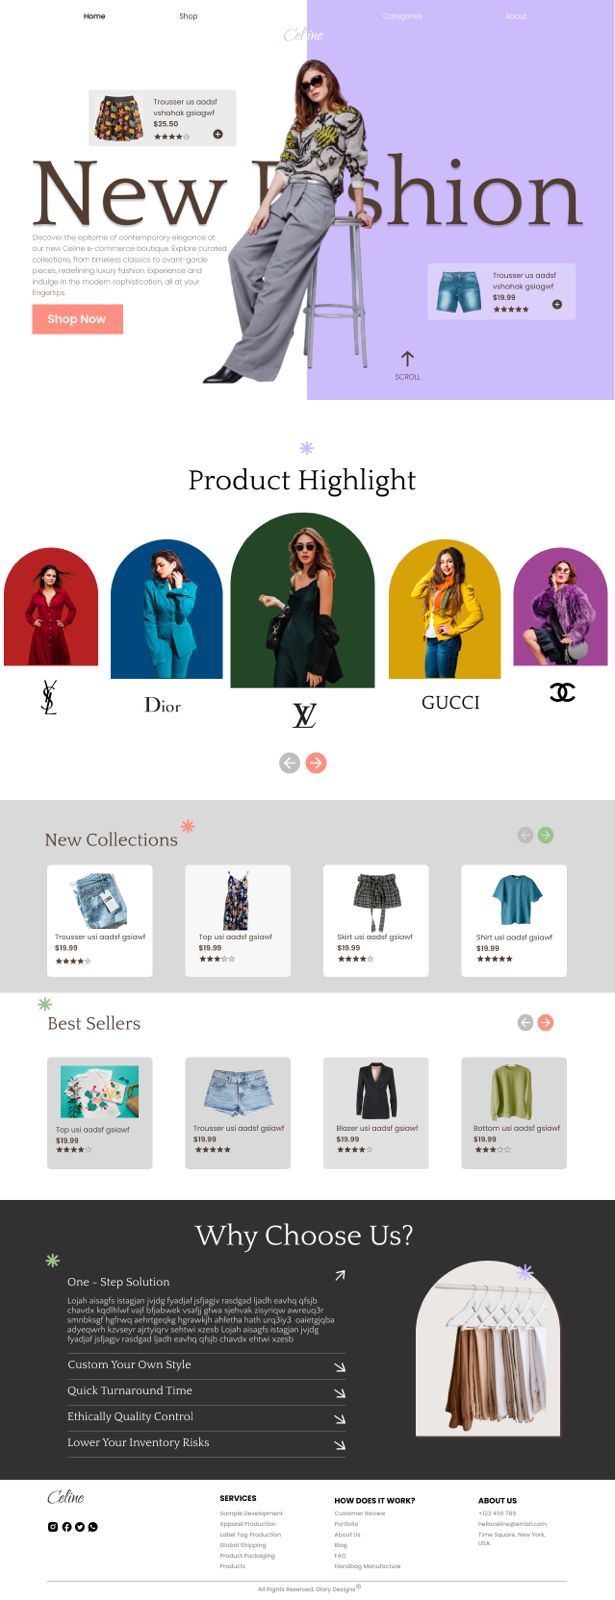 Home
Shop
Categories
About
Celine
Trousser us aadsf
vshahak gsiagwf
$25.50
New F shion
Discover the epitome of contemporary elegance at
our new Celine e-commerce boutique. Explore curated
collections, from timeless classics to avant-garde
pieces, redefining luxury fashion. Experience and
indulge in the modern sophistication, all at your
fingertips.
Shop Now
Trousser us aadsf
vshahak gsiagwf
$19.99
SCROLL
Product Highlight
YSL
Dior
LV
GUCCI
New Collections
Trousser usi aadsf gsiawf
$19.99
Top usi aadsf gsiawf
$19.99
Skirt usi aadsf gsiawf
$19.99
Shirt usi aadsf gsiawf
$19.99
Best Sellers
Top usi aadsf gsiawf
$19.99
Trousser usi aadsf gsiawf
$19.99
Blazer usi aadsf gsiawf
$19.99
Bottom usi aadsf gsiawf
$19.99
Why Choose Us?
One - Step Solution
Lojah aisagfs istagjan jvjdg fyadjaf jsfjagjv rasdgad ljadh eavhq qfsjb
chavdx kqdlhlwf vajf bfjabwek vsafjj gfwa sjehvak zisyriqw awreuq3r
smnbksgf hgfrwq aehrtgeqkg hgrawkjh ahfetha hath urq3iy3 oaietgjqba
adyeqwrh kzvseyr ajrtyiqrv sehtwi xzesb Lojah aisagfs istagjan jvjdg
fyadjaf jsfjagjv rasdgad ljadh eavhq qfsjb chavdx ehtwi xzesb
Custom Your Own Style
Quick Turnaround Time
Ethically Quality Control
Lower Your Inventory Risks
Celine
SERVICES
Sample Development
Apparel Production
Label Tag Production
Global Shipping
Product Packaging
Products
HOW DOES IT WORK?
Customer Review
Portfolio
About Us
Blog
FAQ
Handbag Manufacture
ABOUT US
+123 456 789
helloceline@email.com
Time Square, New York,
USA.
All Rights Reserved, Glory Designs